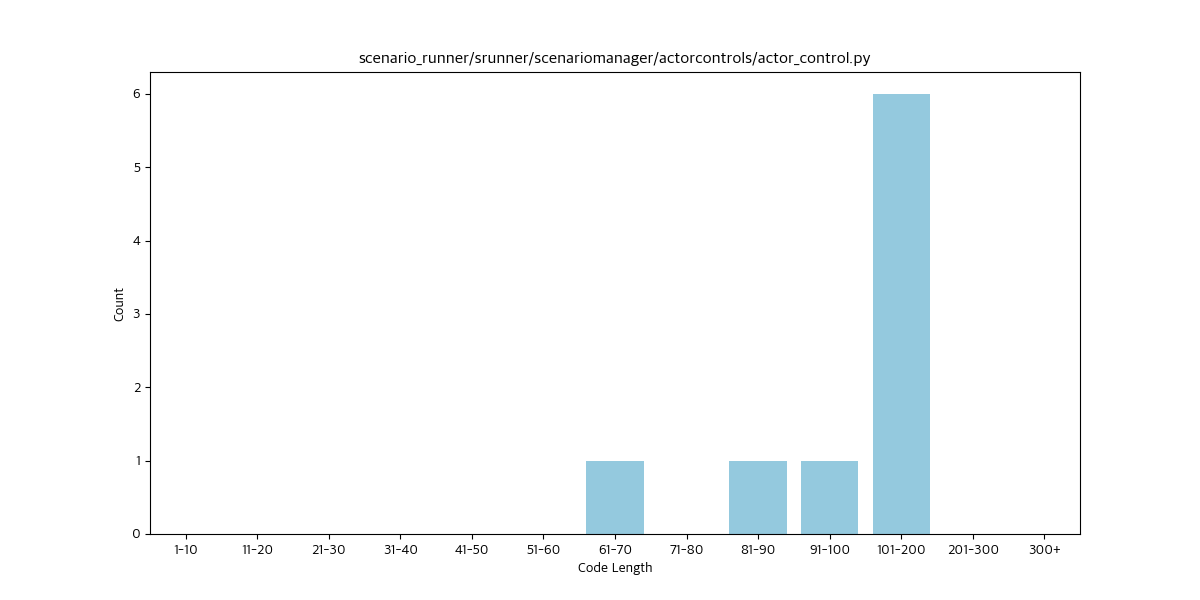 scenario_runner/srunner/scenariomanager/actorcontrols/actor_control.py
6
5
4
3
2
1
0
Count
1-10 11-20 21-30 31-40 41-50 51-60 61-70 71-80 81-90 91-100 101-200 201-300 300+
Code Length